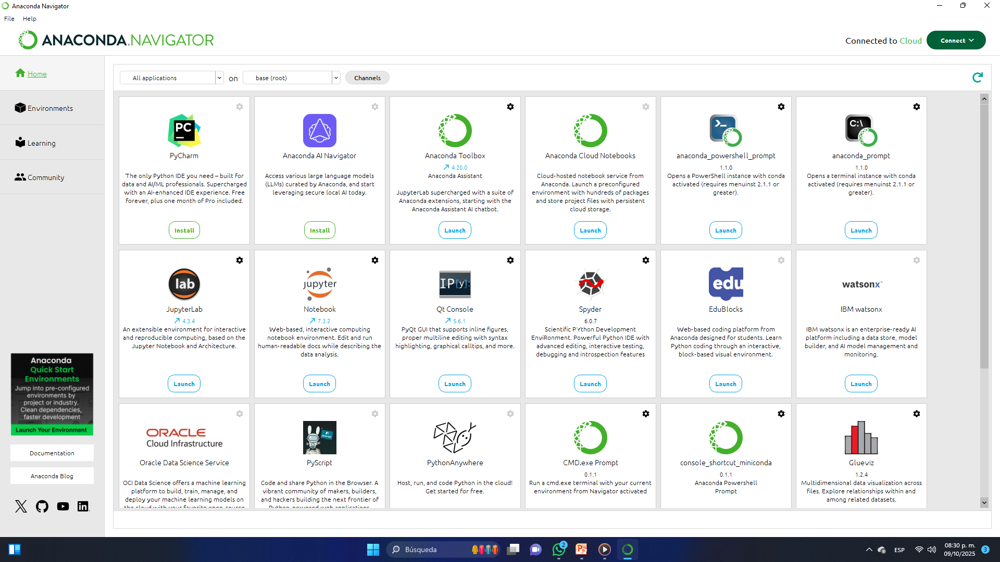 Anaconda Navigator
File Help
ANACONDA.NAVIGATOR
Connected to Cloud
Connect
Home
Environments
Learning
Community
Anaconda
Quick Start
Environments
Jump into pre-configured
environments by
project or industry.
Clean dependencies,
faster development
Launch Your Environment
Documentation
Anaconda Blog
All applications on base (root) Channels
PC
PyCharm
The only Python IDE you need – built for
data and AI/ML professionals. Supercharged
with an AI-enhanced IDE experience. Free
forever, plus one month of Pro included.
Install
Anaconda AI Navigator
Access various large language models
(LLMs) curated by Anaconda, and start
leveraging secure local AI today.
Install
Anaconda Toolbox
4.20.0
Anaconda Assistant
JupyterLab supercharged with a suite of
Anaconda extensions, starting with the
Anaconda Assistant AI chatbot.
Launch
Anaconda Cloud Notebooks
Cloud-hosted notebook service from
Anaconda. Launch a preconfigured
environment with hundreds of packages
and store project files with persistent
cloud storage.
Launch
anaconda_powershell_prompt
1.1.0
Opens a PowerShell instance with conda
activated (requires menuinst 2.1.1 or
greater).
Launch
C:\
anaconda_prompt
1.1.0
Opens a terminal instance with conda
activated (requires menuinst 2.1.1 or
greater).
Launch
lab
JupyterLab
4.3.4
An extensible environment for interactive
and reproducible computing, based on the
Jupyter Notebook and Architecture.
Launch
jupyter
Notebook
7.3.2
Web-based, interactive computing
notebook environment. Edit and run
human-readable docs while describing the
data analysis.
Launch
IP[y]:
Qt Console
5.6.1
PyQt GUI that supports inline figures,
proper multiline editing with syntax
highlighting, graphical calltips, and more.
Launch
Spyder
6.0.7
Scientific PYthon Development
EnviRonment. Powerful Python IDE with
advanced editing, interactive testing,
debugging and introspection features
Launch
edu
EduBlocks
Web-based coding platform from
Anaconda designed for students. Learn
Python coding through an interactive,
block-based visual environment.
Launch
watsonx™
IBM watsonx
IBM watsonx is an enterprise-ready AI
platform including a data store, model
builder, and AI model management and
monitoring.
Launch
ORACLE
Cloud Infrastructure
Oracle Data Science Service
OCI Data Science offers a machine learning
platform to build, train, manage, and
deploy your machine learning models on
the cloud with your favorite open-source
PyScript
Code and share Python in the Browser. A
vibrant community of makers, builders,
and hackers building the next frontier of
Python-powered web applications
PythonAnywhere
Host, run, and code Python in the cloud!
Get started for free.
CMD.exe Prompt
0.1.1
Run a cmd.exe terminal with your current
environment from Navigator activated
console_shortcut_miniconda
0.1.1
Anaconda Powershell
Prompt
Glueviz
1.2.4
Multidimensional data visualization across
files. Explore relationships within and
among related datasets.
Búsqueda
2
ESP
08:30 p. m.
09/10/2025
3